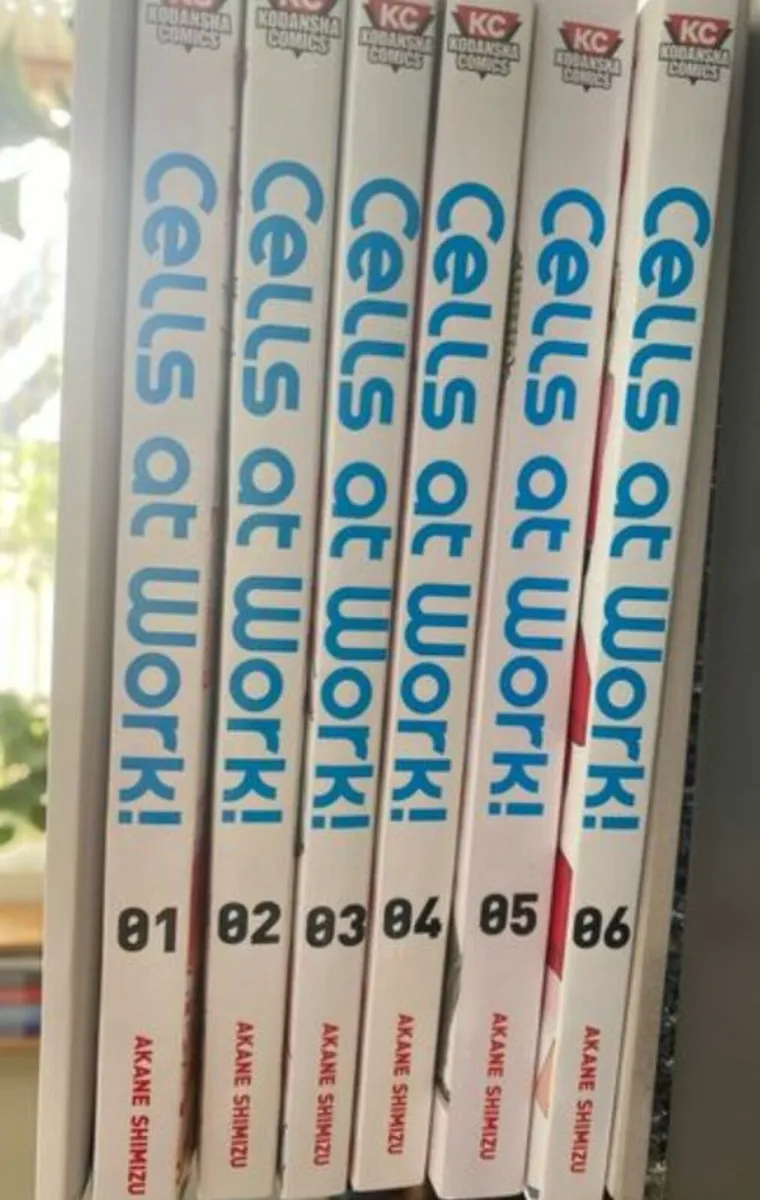 KC
KODANSHA
COMICS
Cells at Work!
01
AKANE SHIMIZU
KC
KODANSHA
COMICS
Cells at Work!
02
AKANE SHIMIZU
KC
KODANSHA
COMICS
Cells at Work!
03
AKANE SHIMIZU
KC
KODANSHA
COMICS
Cells at Work!
04
AKANE SHIMIZU
KC
KODANSHA
COMICS
Cells at Work!
05
AKANE SHIMIZU
KC
KODANSHA
COMICS
Cells at Work!
06
AKANE SHIMIZU